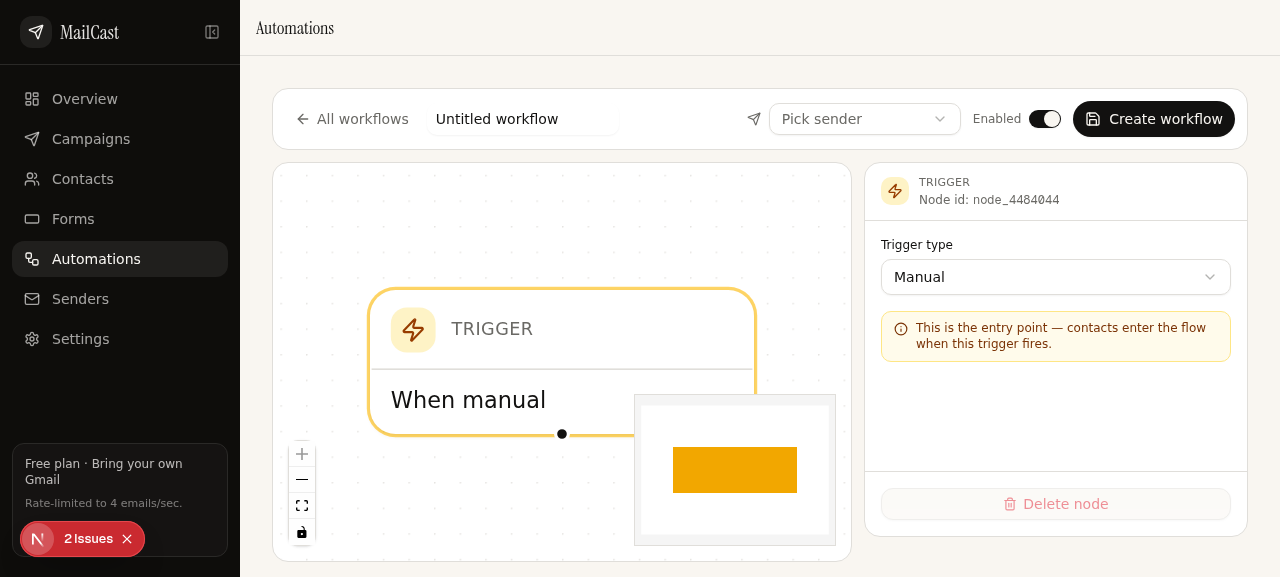 MailCast
Overview
Campaigns
Contacts
Forms
Automations
Senders
Settings
Free plan · Bring your own
Gmail
Rate-limited to 4 emails/sec.
N
2 Issues
Automations
All workflows
Untitled workflow
Pick sender
Enabled
Create workflow
TRIGGER
When manual
TRIGGER
Node id: node_4484044
Trigger type
Manual
This is the entry point — contacts enter the flow
when this trigger fires.
Delete node